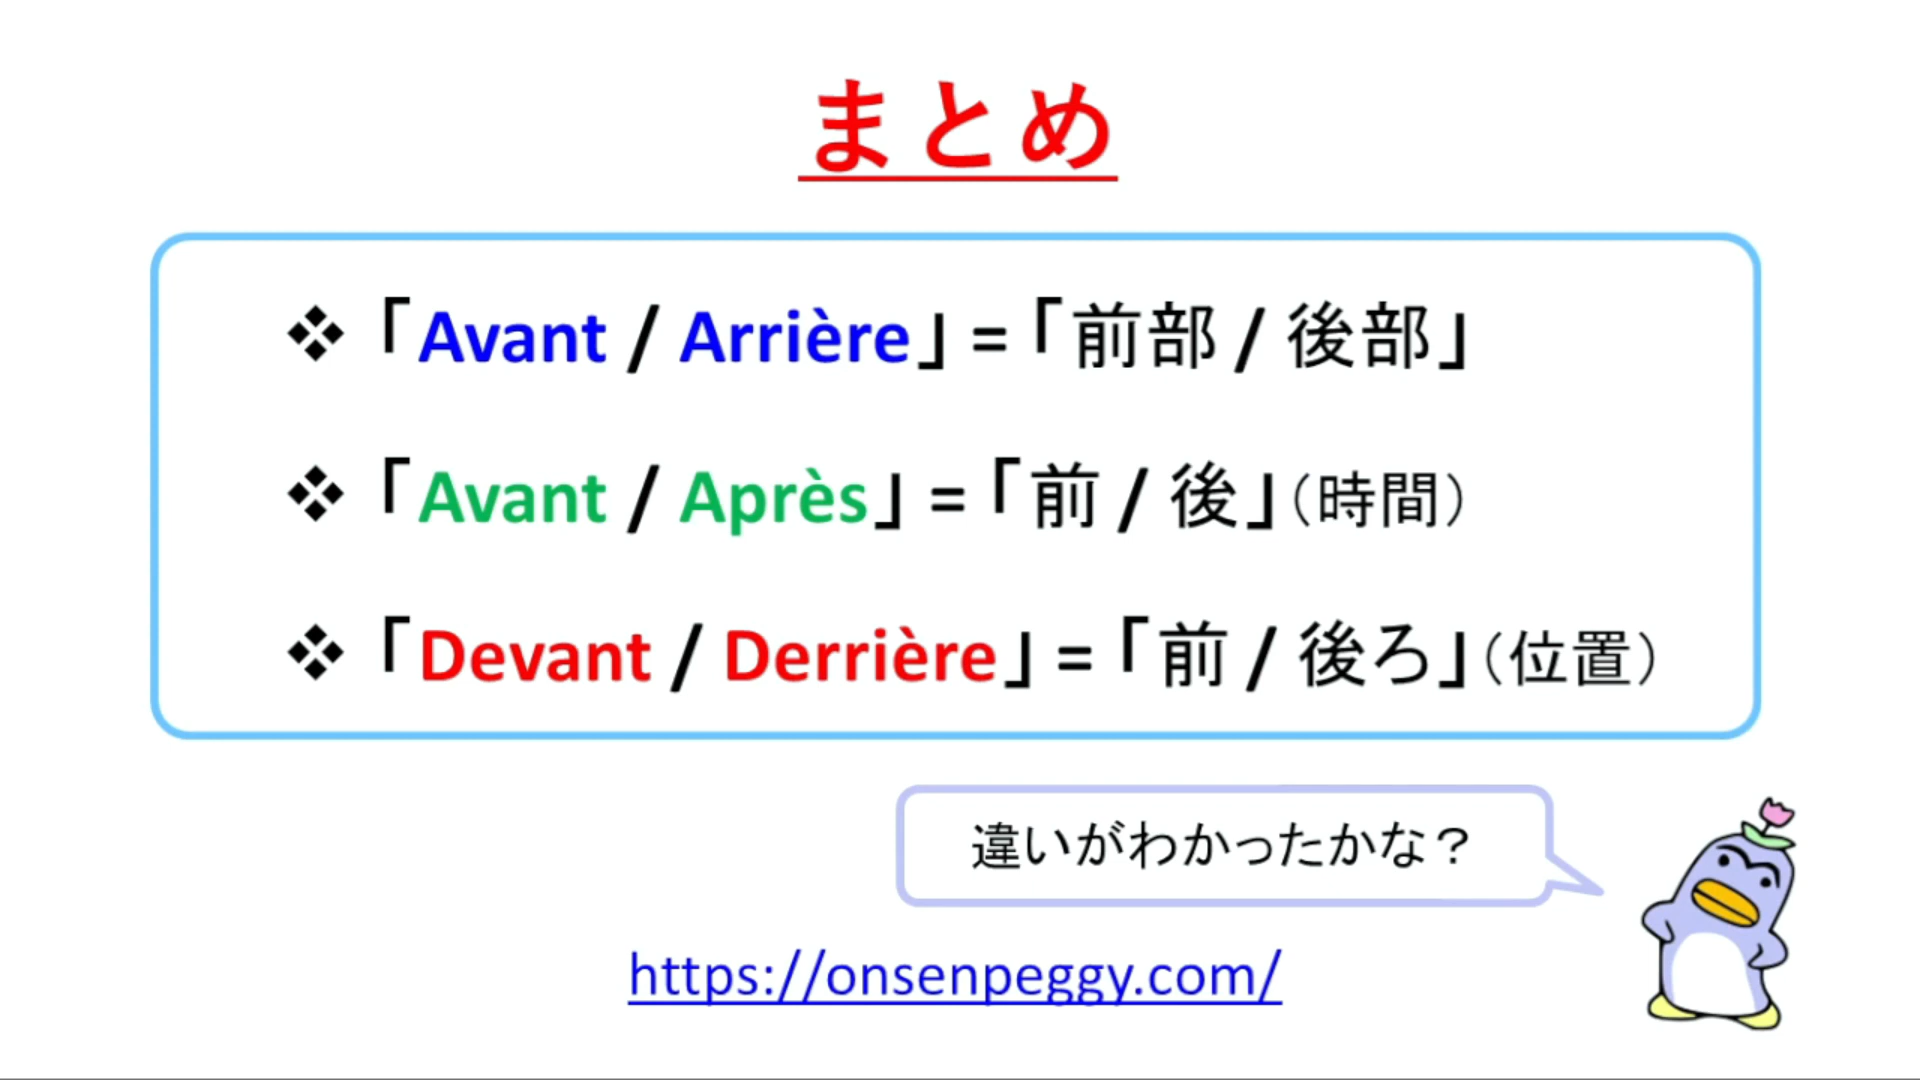 まとめ
❖「Avant / Arrière」=「前部 / 後部」
❖「Avant / Après」=「前 / 後」(時間)
❖「Devant / Derrière」=「前 / 後ろ」(位置)
違いがわかったかな？
https://onsenpeggy.com/